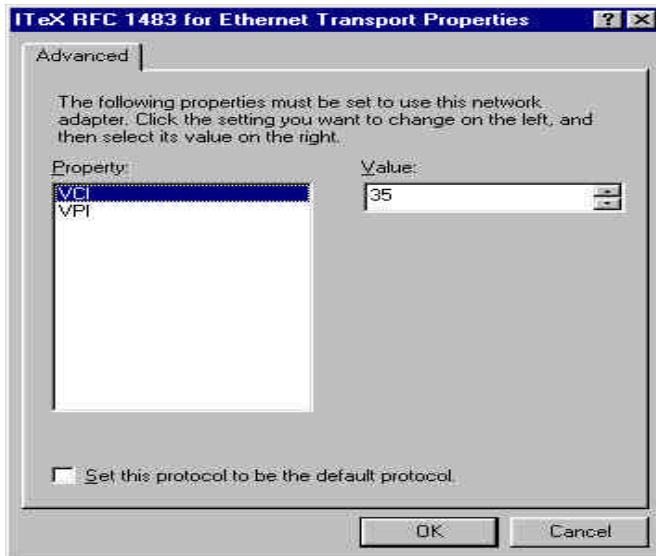 ITeX RFC 1483 for Ethernet Transport Properties
Advanced
The following properties must be set to use this network
adapter. Click the setting you want to change on the left, and
then select its value on the right.
Property:
Value:
VCI
35
VPI
Set this protocol to be the default protocol.
OK
Cancel